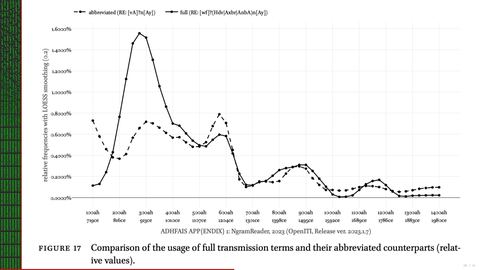 abbreviated (RE: [vA]?n[Ay]) full (RE: [wf]?(Hdv|Axbr|AnbA)n[Ay])
relative frequencies with LOESS smoothing (0.2)
1.6000%
1.4000%
1.2000%
1.0000%
0.8000%
0.6000%
0.4000%
0.2000%
0.0000%
100ah 200ah 300ah 400ah 500ah 600ah 700ah 800ah 900ah 1000ah 1100ah 1200ah 1300ah 1400ah
719ce 816ce 913ce 1010ce 1107ce 1204ce 1301ce 1398ce 1495ce 1592ce 1689ce 1786ce 1883ce 1980ce
ADHFAIS APP(ENDIX) 1: NgramReader, 2023 (OpenITI, Release ver. 2023.1.7)
FIGURE 17 Comparison of the usage of full transmission terms and their abbreviated counterparts (relat-
ive values).